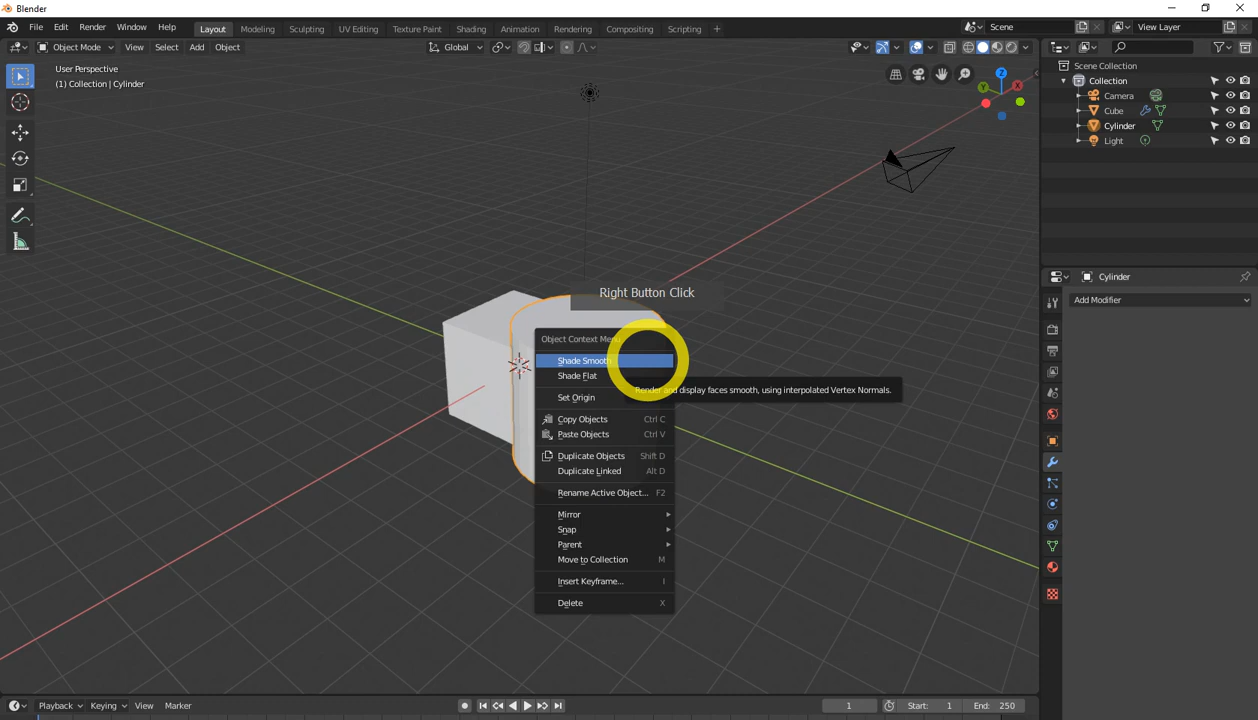 Blender
File Edit Render Window Help Layout Modeling Sculpting UV Editing Texture Paint Shading Animation Rendering Compositing Scripting + Scene View Layer
Object Mode View Select Add Object Global
User Perspective
(1) Collection | Cylinder
Z
Y
X
Scene Collection
Collection
Camera
Cube
Cylinder
Light
Cylinder
Add Modifier
Right Button Click
Object Context Menu
Shade Smooth
Shade Flat
Render and display faces smooth, using interpolated Vertex Normals.
Set Origin
Copy Objects Ctrl C
Paste Objects Ctrl V
Duplicate Objects Shift D
Duplicate Linked Alt D
Rename Active Object... F2
Mirror
Snap
Parent
Move to Collection M
Insert Keyframe... I
Delete X
Playback Keying View Marker 1 Start: 1 End: 250